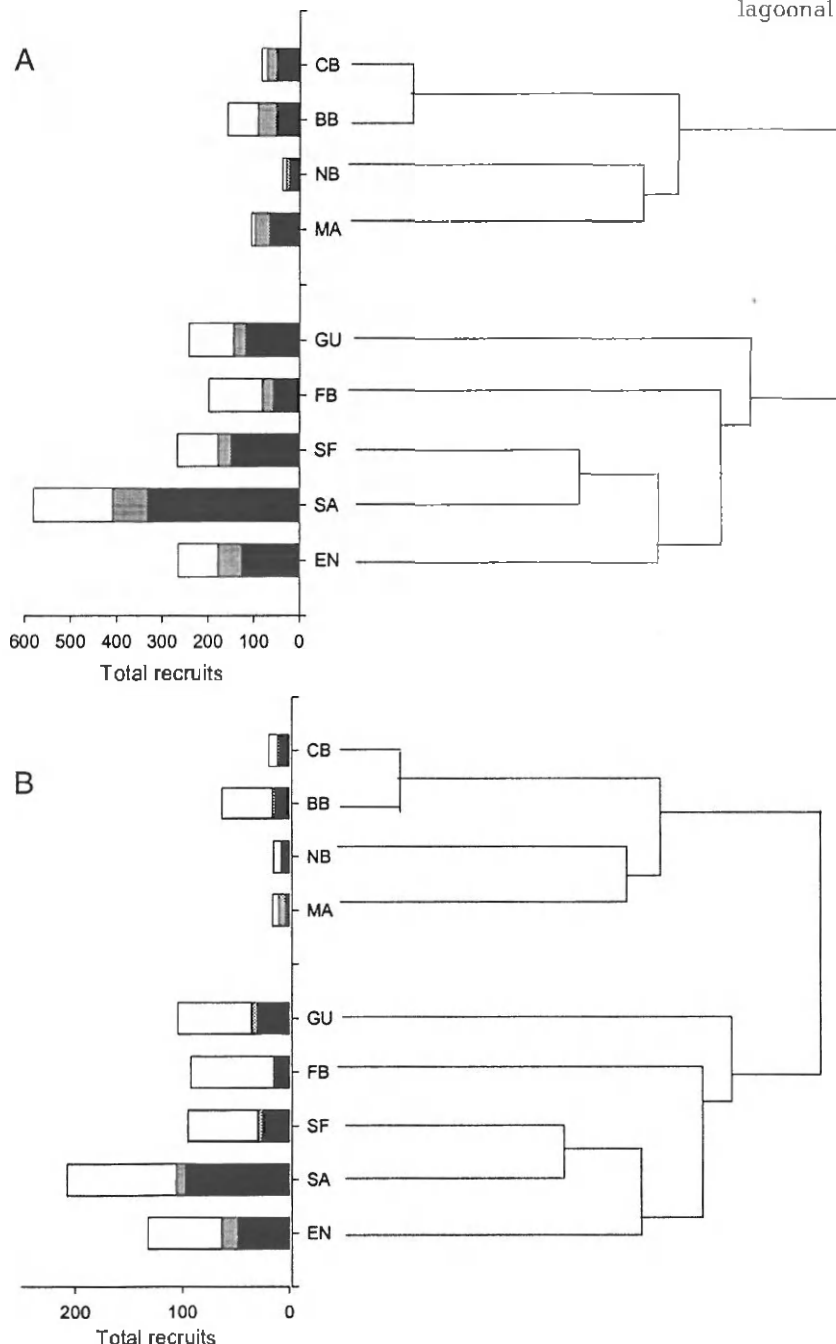 lagoonal
A
CB
BB
NB
MA
GU
FB
SF
SA
EN
600 500 400 300 200 100 0
Total recruits
B
CB
BB
NB
MA
GU
FB
SF
SA
EN
200 100 0
Total recruits